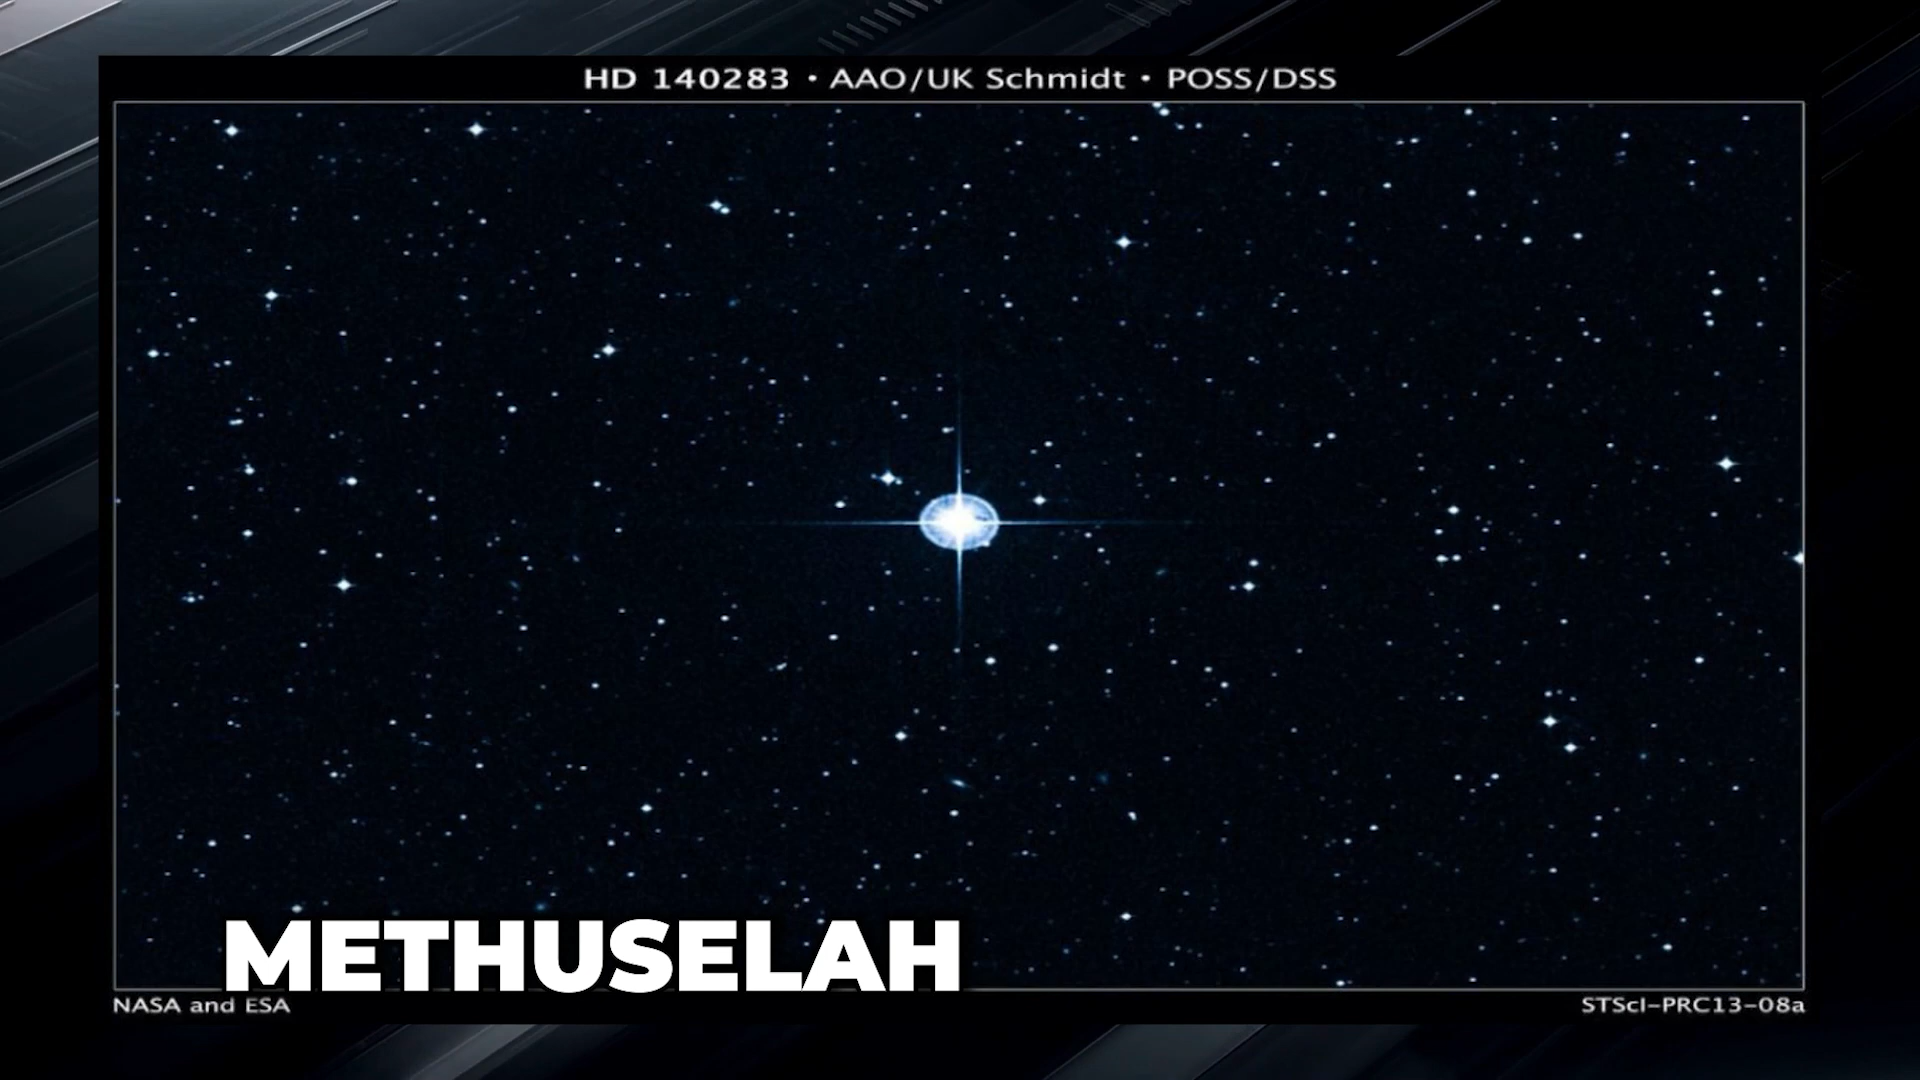 HD 140283 • AAO/UK Schmidt • POSS/DSS
METHUSELAH
NASA and ESA
STScI-PRC13-08a